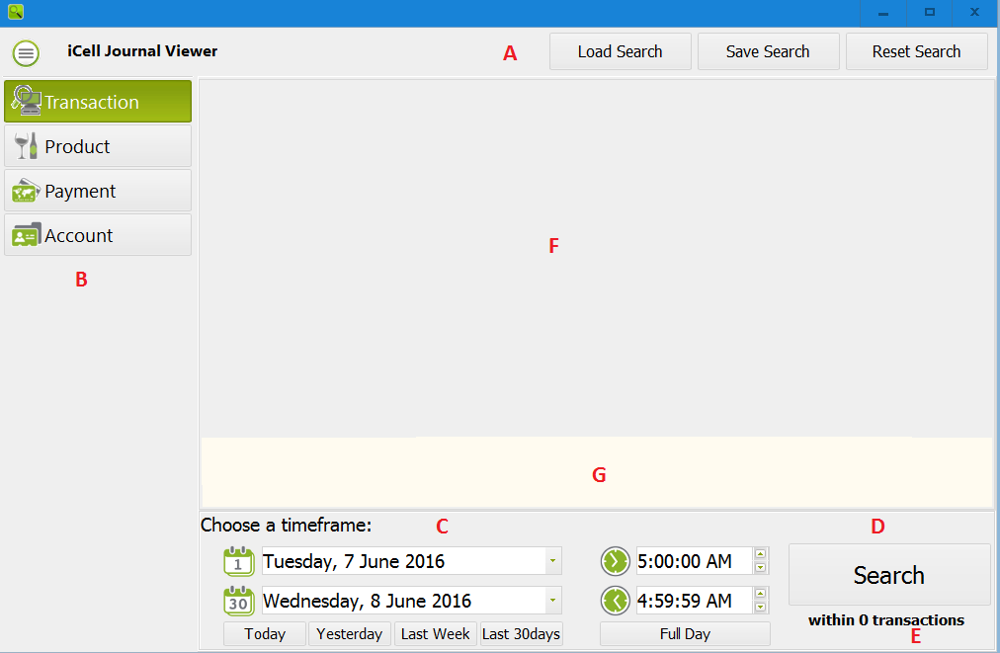 iCell Journal Viewer A Load Search Save Search Reset Search
Transaction
Product
Payment
Account
B
F
G
Choose a timeframe: C D
1 Tuesday, 7 June 2016 5:00:00 AM
Search
30 Wednesday, 8 June 2016 4:59:59 AM
within 0 transactions
Today Yesterday Last Week Last 30days Full Day
E